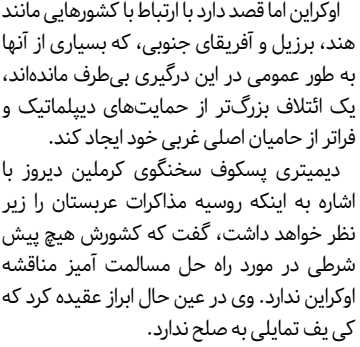 اوکراین اما قصد دارد با ارتباط با کشورهایی مانند
هند، برزیل و آفریقای جنوبی، که بسیاری از آنها
به طور عمومی در این درگیری بی‌طرف مانده‌اند،
یک ائتلاف بزرگ‌تر از حمایت‌های دیپلماتیک و
فراتر از حامیان اصلی غربی خود ایجاد کند.
دیمیتری پسکوف سخنگوی کرملین دیروز با
اشاره به اینکه روسیه مذاکرات عربستان را زیر
نظر خواهد داشت، گفت که کشورش هیچ پیش
شرطی در مورد راه حل مسالمت آمیز مناقشه
اوکراین ندارد. وی در عین حال ابراز عقیده کرد که
کی یف تمایلی به صلح ندارد.